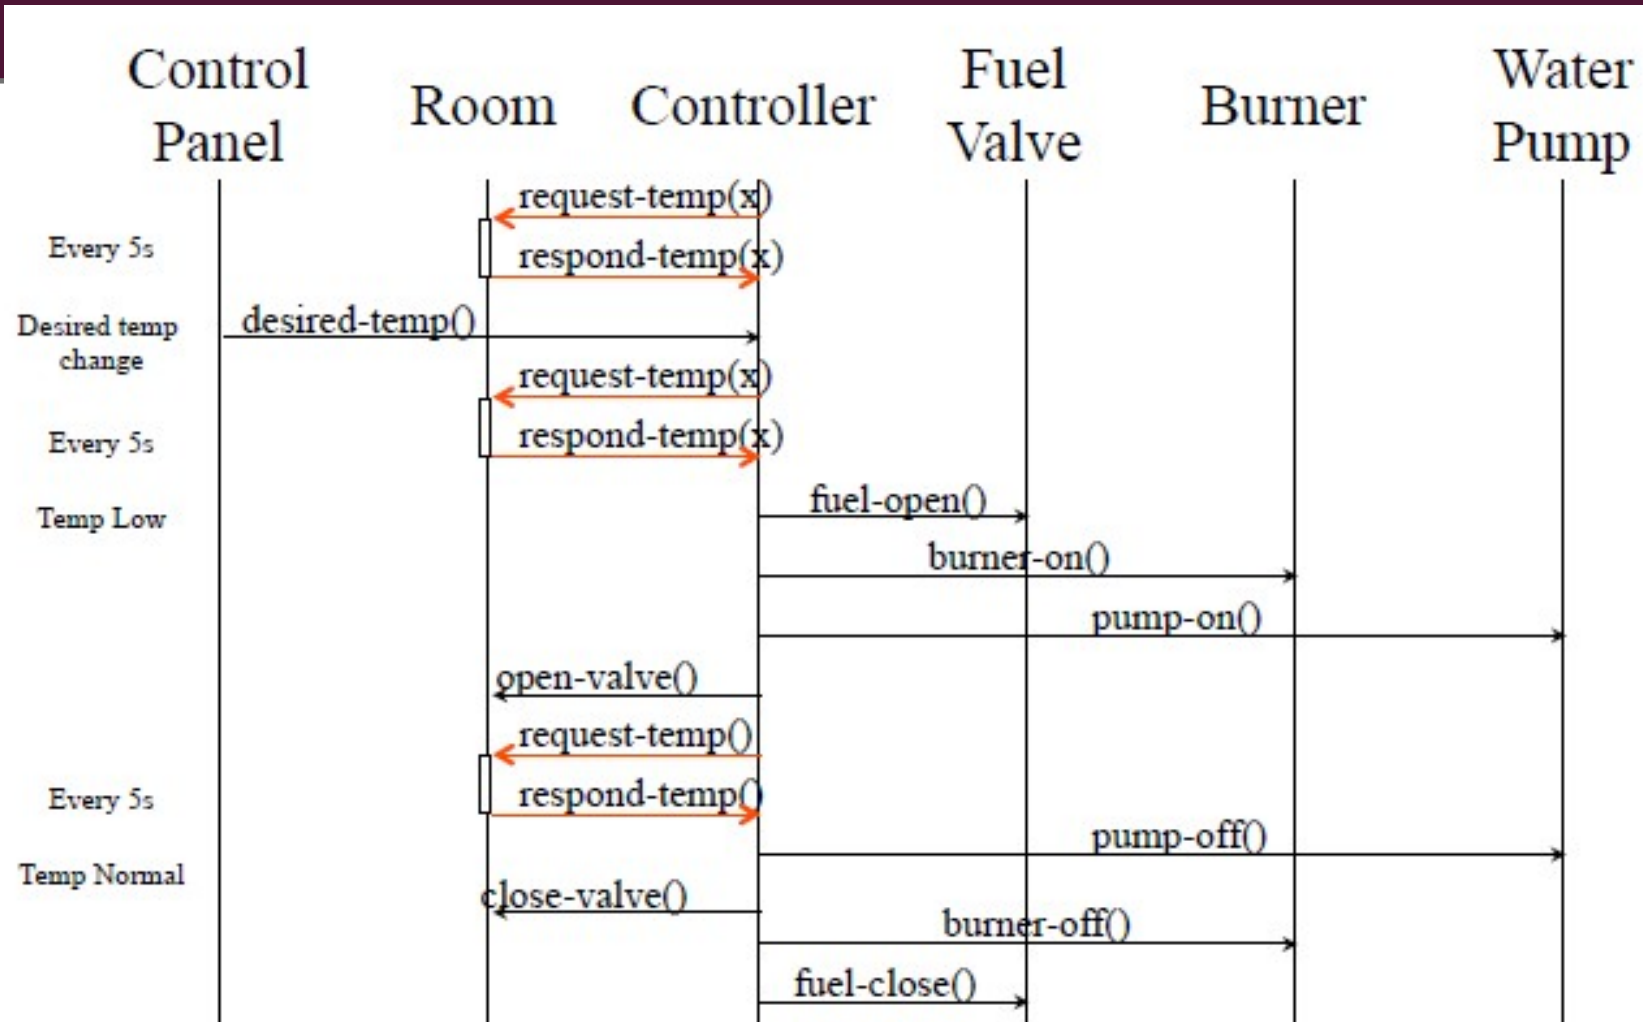 Control
Panel
Room
Controller
Fuel
Valve
Burner
Water
Pump
request-temp(x)
Every 5s
respond-temp(x)
desired-temp()
Desired temp
change
request-temp(x)
Every 5s
respond-temp(x)
Temp Low
fuel-open()
burner-on()
pump-on()
open-valve()
request-temp()
Every 5s
respond-temp()
pump-off()
Temp Normal
close-valve()
burner-off()
fuel-close()